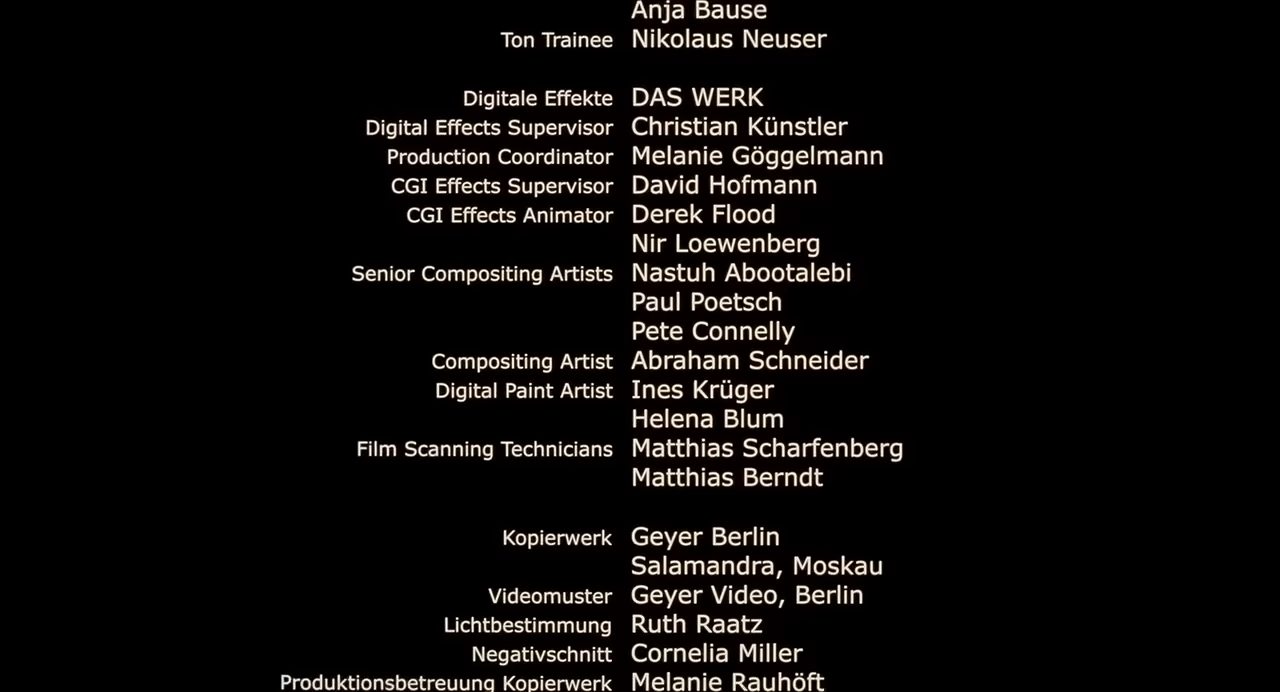 Anja Bause
Ton Trainee Nikolaus Neuser
Digitale Effekte DAS WERK
Digital Effects Supervisor Christian Künstler
Production Coordinator Melanie Göggelmann
CGI Effects Supervisor David Hofmann
CGI Effects Animator Derek Flood
Nir Loewenberg
Senior Compositing Artists Nastuh Abootalebi
Paul Poetsch
Pete Connelly
Compositing Artist Abraham Schneider
Digital Paint Artist Ines Krüger
Helena Blum
Film Scanning Technicians Matthias Scharfenberg
Matthias Berndt
Kopierwerk Geyer Berlin
Salamandra, Moskau
Videomuster Geyer Video, Berlin
Lichtbestimmung Ruth Raatz
Negativschnitt Cornelia Miller
Produktionsbetreuung Kopierwerk Melanie Rauhöft